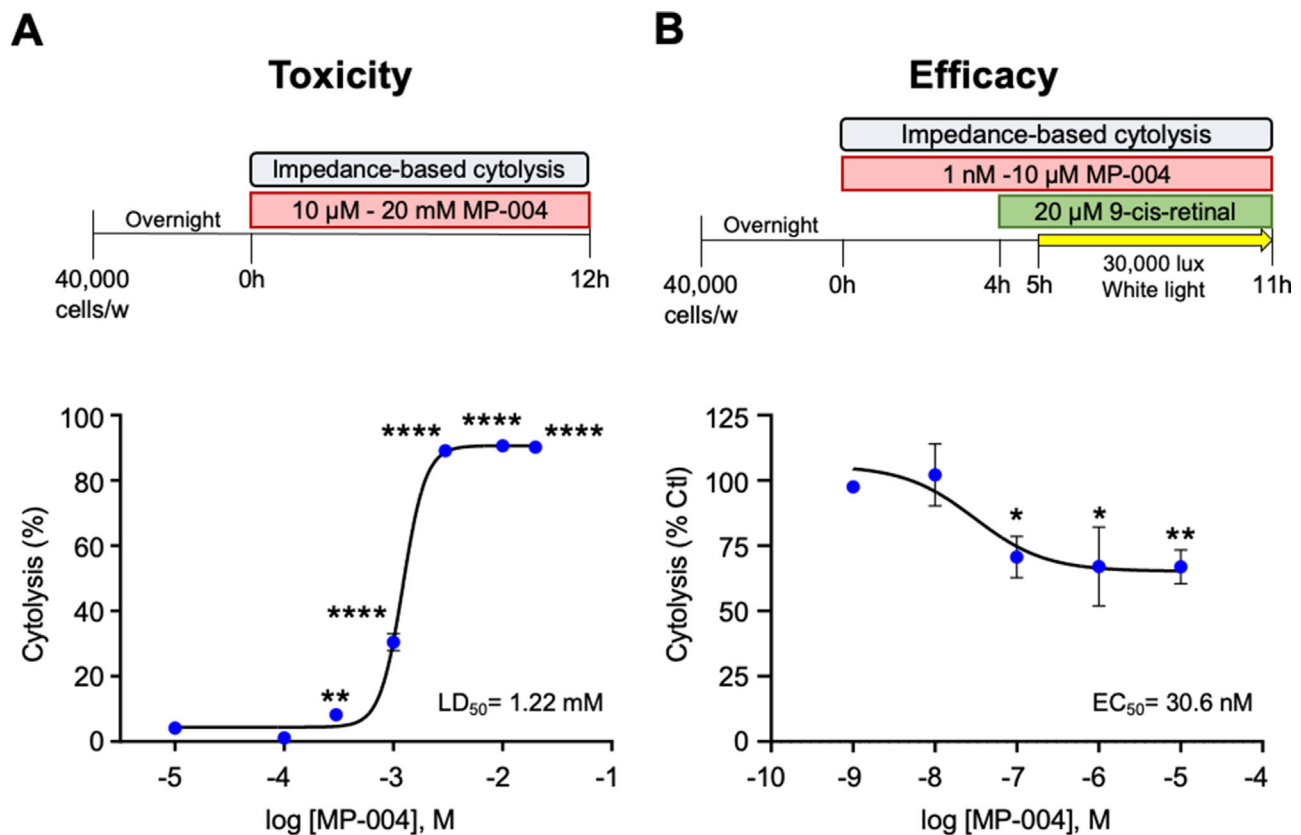 A
Toxicity
Impedance-based cytolysis
10 µM - 20 mM MP-004
Overnight
40,000
cells/w
0h
12h
100
80
60
40
20
0
Cytolysis (%)
**
****
****
****
****
LD50= 1.22 mM
-5
-4
-3
-2
-1
log [MP-004], M
B
Efficacy
Impedance-based cytolysis
1 nM -10 µM MP-004
20 µM 9-cis-retinal
Overnight
40,000
cells/w
0h
4h
5h
30,000 lux
White light
11h
125
100
75
50
25
0
Cytolysis (% Ctl)
*
*
**
EC50= 30.6 nM
-10
-9
-8
-7
-6
-5
-4
log [MP-004], M